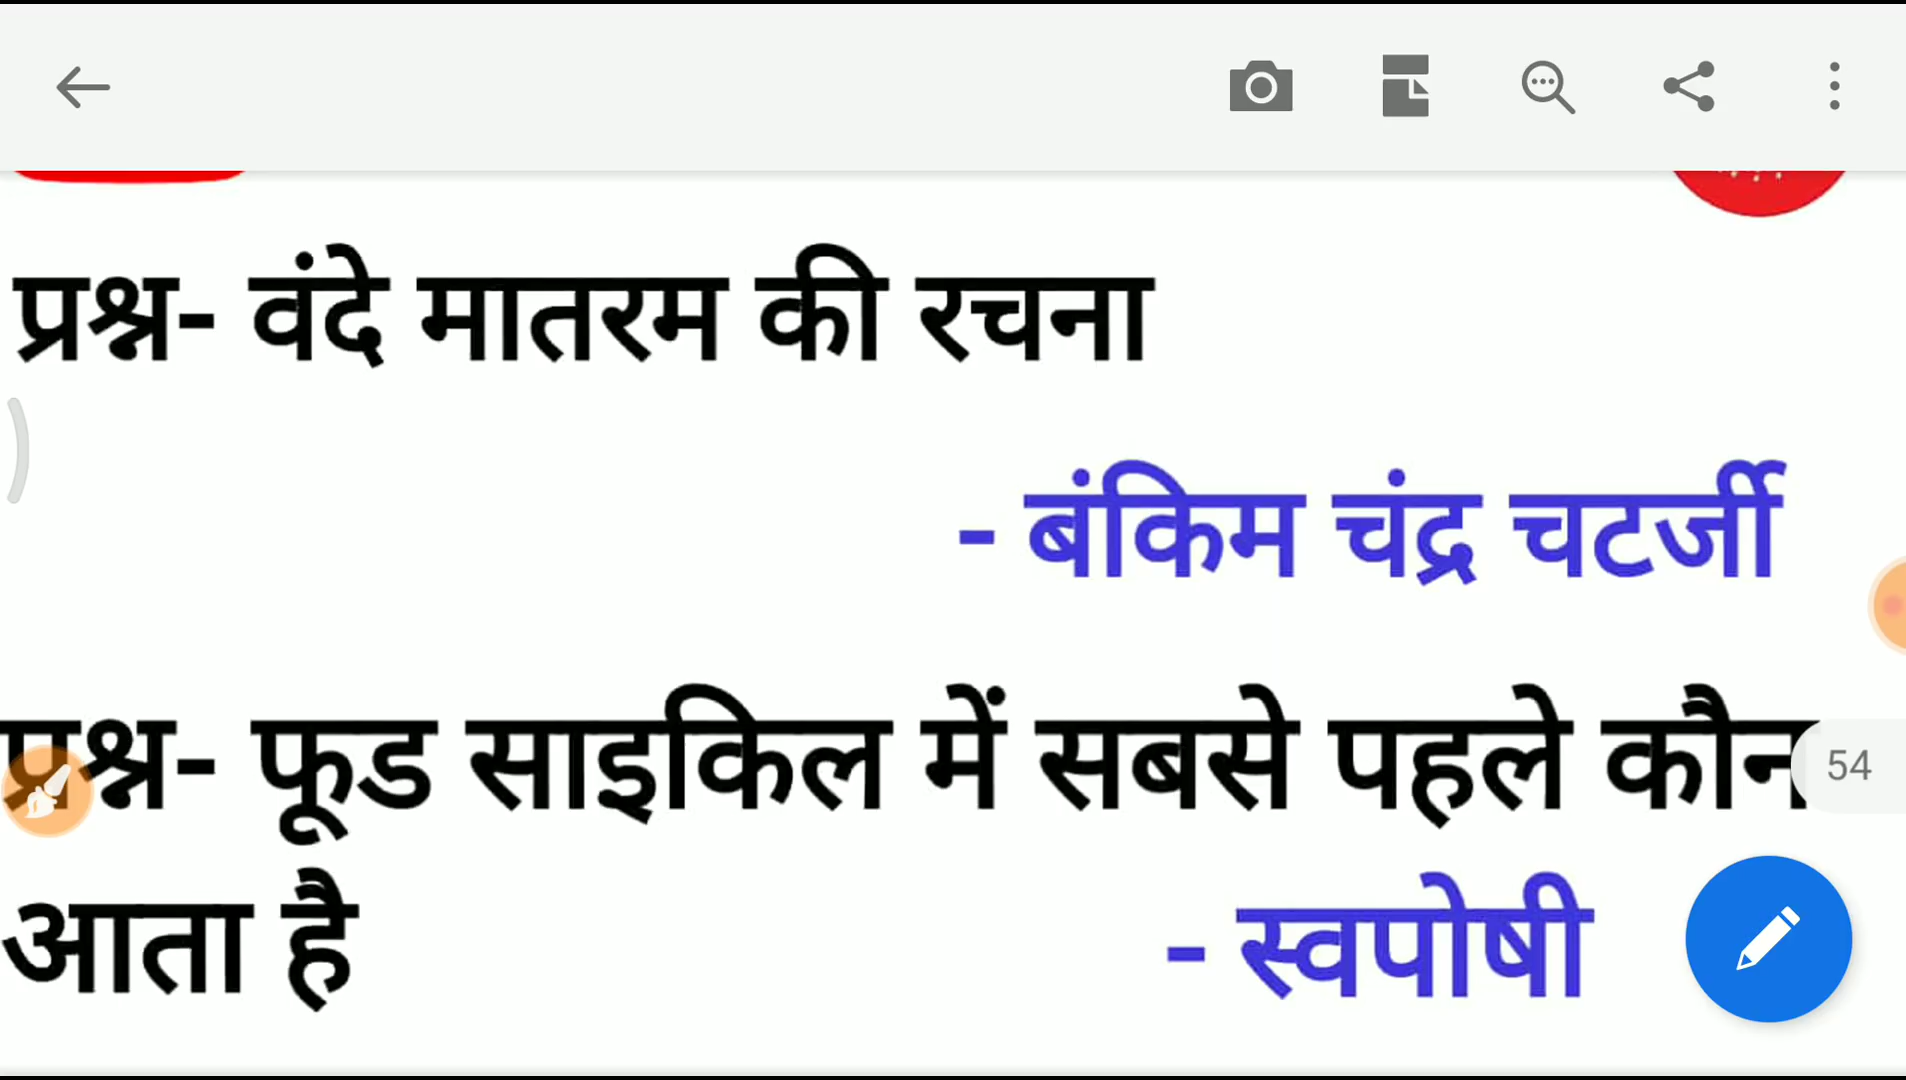 प्रश्न- वंदे मातरम की रचना
- बंकिम चंद्र चटर्जी
प्रश्न- फूड साइकिल में सबसे पहले कौन
54
आता है - स्वपोषी